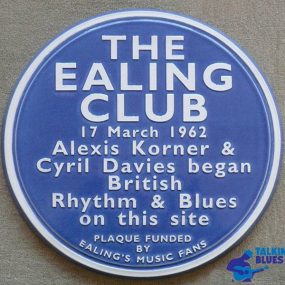 THE
EALING
CLUB
17 March 1962
Alexis Korner &
Cyril Davies began
British
Rhythm & Blues
on this site
PLAQUE FUNDED
BY
EALING'S MUSIC FANS
TALKIN
BLUES